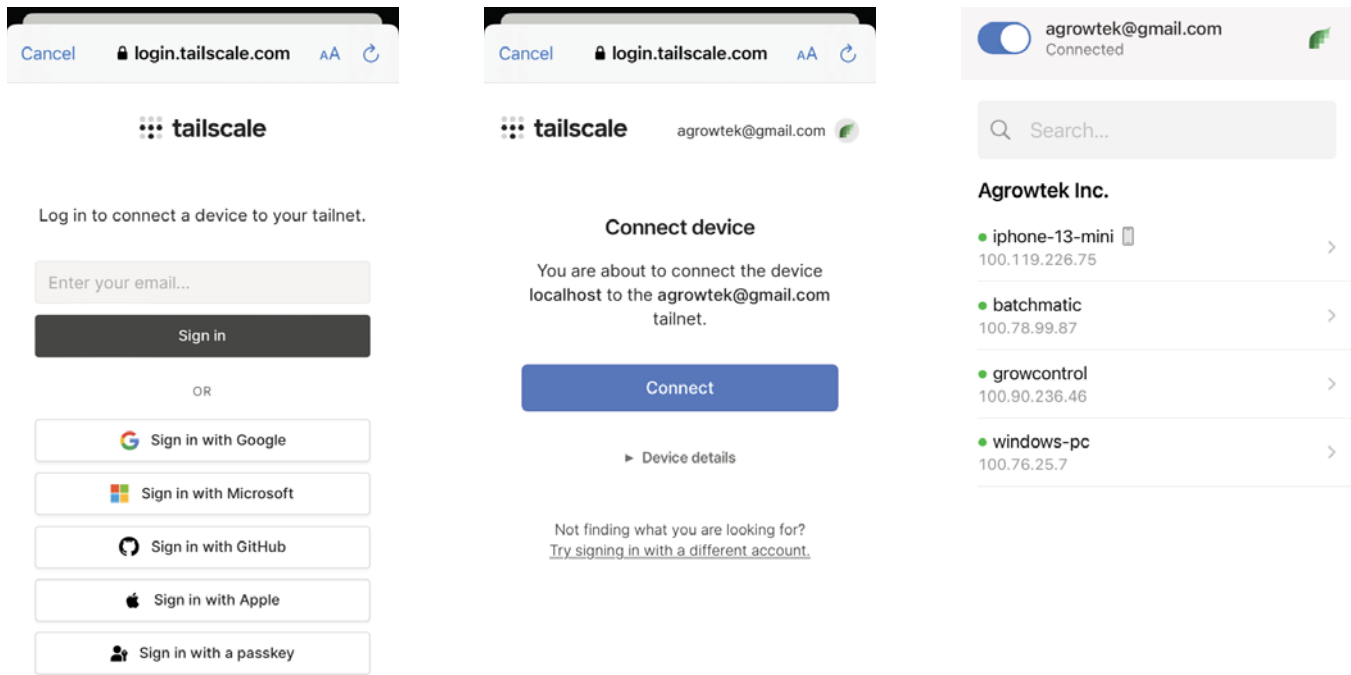 Cancel
login.tailscale.com
AA
tailscale
Log in to connect a device to your tailnet.
Enter your email...
Sign in
OR
Sign in with Google
Sign in with Microsoft
Sign in with GitHub
Sign in with Apple
Sign in with a passkey
Cancel
login.tailscale.com
AA
tailscale
agrowtek@gmail.com
Connect device
You are about to connect the device
localhost to the agrowtek@gmail.com
tailnet.
Connect
Device details
Not finding what you are looking for?
Try signing in with a different account.
agrowtek@gmail.com
Connected
Search...
Agrowtek Inc.
iphone-13-mini
100.119.226.75
batchmatic
100.78.99.87
growcontrol
100.90.236.46
windows-pc
100.76.25.7